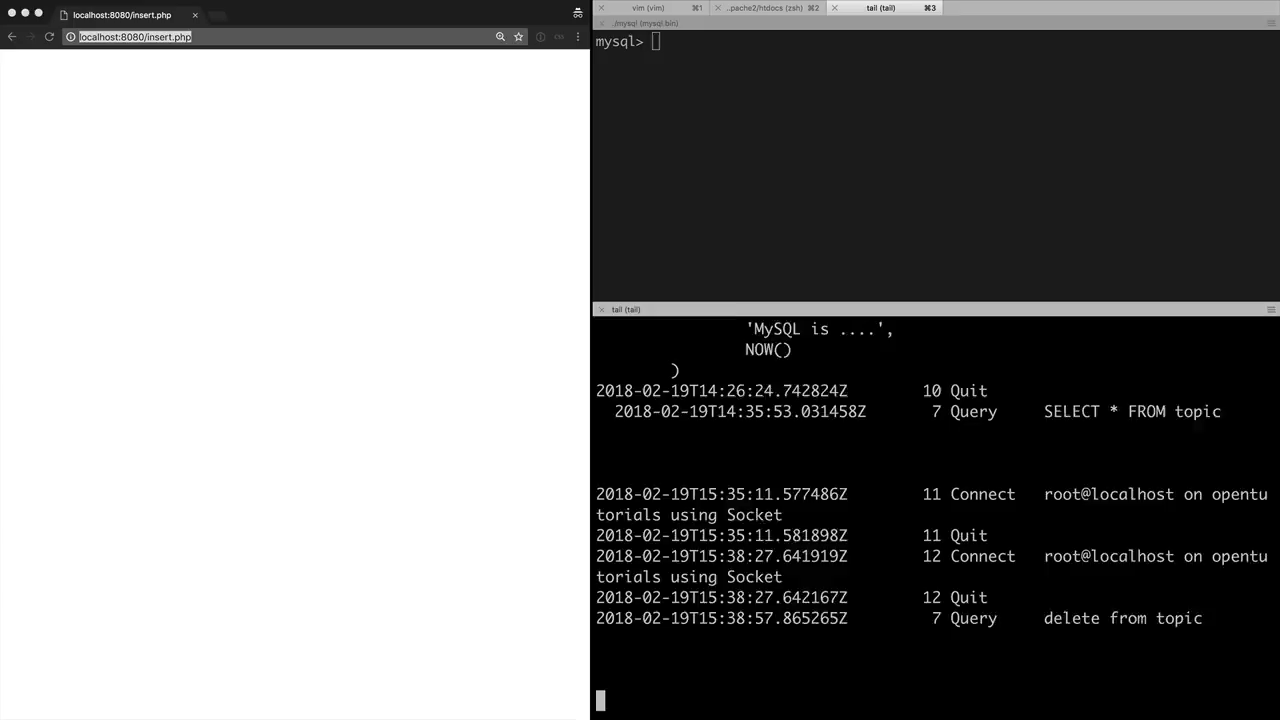 localhost:8080/insert.php
localhost:8080/insert.php
vim (vim) ⌘1
..pache2/htdocs (zsh) ⌘2
tail (tail) ⌘3
../mysql (mysql.bin)
mysql>
tail (tail)
'MySQL is ....',
NOW()
)
2018-02-19T14:26:24.742824Z 10 Quit
2018-02-19T14:35:53.031458Z 7 Query SELECT * FROM topic
2018-02-19T15:35:11.577486Z 11 Connect root@localhost on opentu
torials using Socket
2018-02-19T15:35:11.581898Z 11 Quit
2018-02-19T15:38:27.641919Z 12 Connect root@localhost on opentu
torials using Socket
2018-02-19T15:38:27.642167Z 12 Quit
2018-02-19T15:38:57.865265Z 7 Query delete from topic